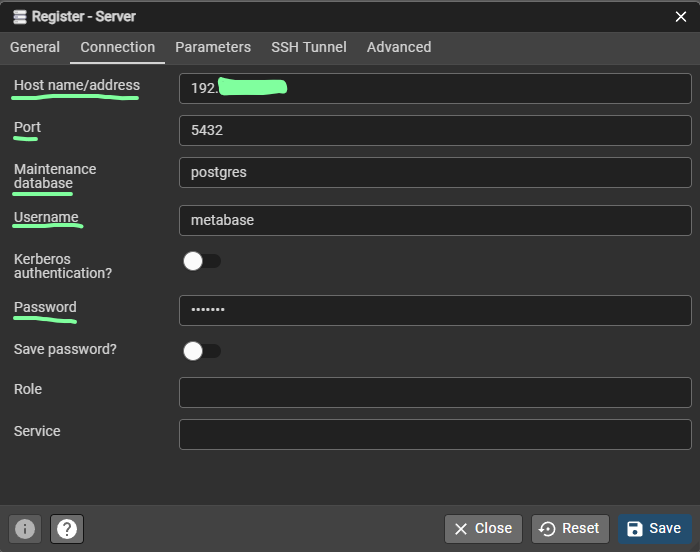 Register - Server
General Connection Parameters SSH Tunnel Advanced
Host name/address 192.
Port 5432
Maintenance
database postgres
Username metabase
Kerberos
authentication?
Password •••••••
Save password?
Role
Service
i ? Close Reset Save